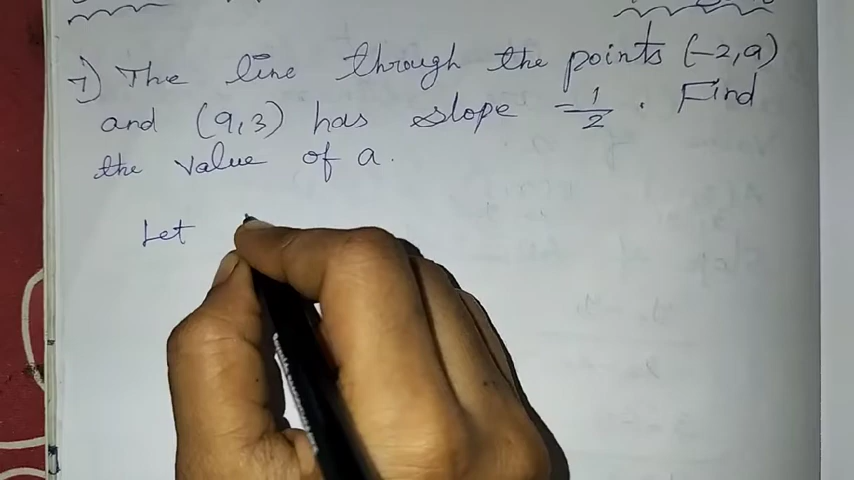 7) The line through the points (-2,a)
and (9,3) has slope = 1/2 . Find
the value of a.
Let